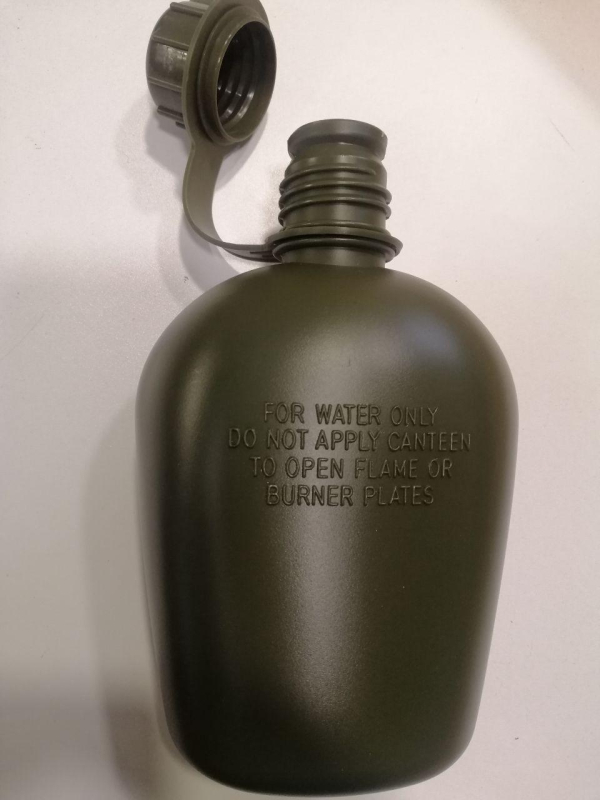 FOR WATER ONLY
DO NOT APPLY CANTEEN
TO OPEN FLAME OR
BURNER PLATES